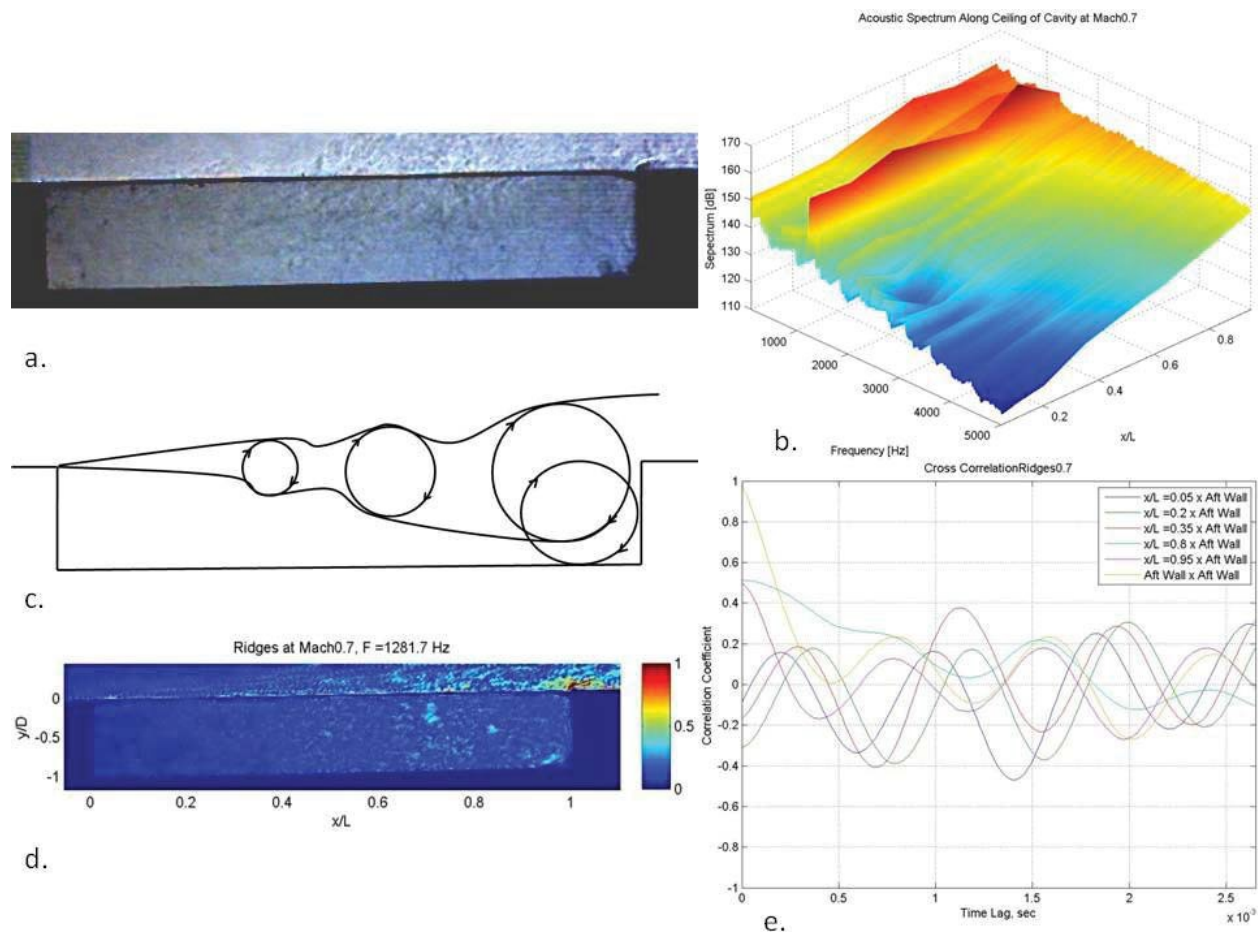 a.
Acoustic Spectrum Along Ceiling of Cavity at Mach0.7
170
160
150
140
130
120
110
Sepectrum [dB]
1000
2000
3000
4000
5000
Frequency [Hz]
0.2
0.4
0.6
0.8
x/L
b.
c.
Ridges at Mach0.7, F =1281.7 Hz
0
-0.5
-1
y/D
0
0.2
0.4
0.6
0.8
1
x/L
1
0.5
0
d.
Cross CorrelationRidges0.7
x/L =0.05 x Aft Wall
x/L =0.2 x Aft Wall
x/L =0.35 x Aft Wall
x/L =0.8 x Aft Wall
x/L =0.95 x Aft Wall
Aft Wall x Aft Wall
1
0.8
0.6
0.4
0.2
0
-0.2
-0.4
-0.6
-0.8
-1
Correlation Coefficient
0
0.5
1
1.5
2
2.5
x 10⁻³
Time Lag, sec
e.